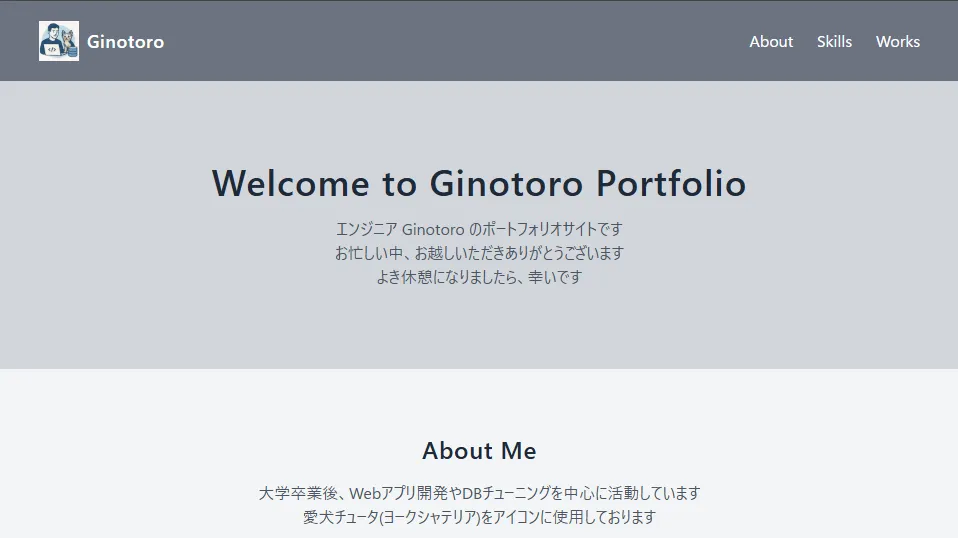 Ginotoro
About
Skills
Works
Welcome to Ginotoro Portfolio
エンジニア Ginotoro のポートフォリオサイトです
お忙しい中、お越しいただきありがとうございます
よき休憩になりましたら、幸いです
About Me
大学卒業後、Webアプリ開発やDBチューニングを中心に活動しています
愛犬チュータ(ヨークシャテリア)をアイコンに使用しております